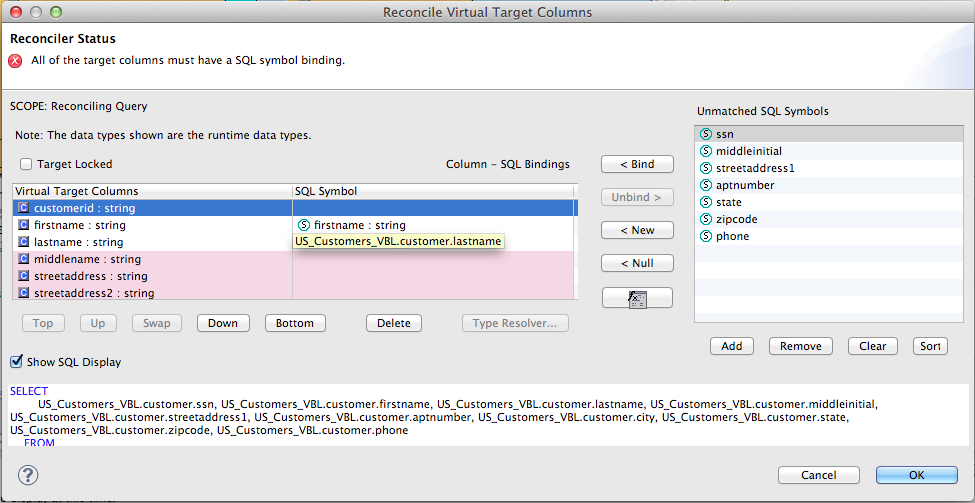 Reconcile Virtual Target Columns
Reconciler Status
All of the target columns must have a SQL symbol binding.
SCOPE: Reconciling Query
Note: The data types shown are the runtime data types.
Target Locked
Column - SQL Bindings
Virtual Target Columns
SQL Symbol
C customerid : string
C firstname : string
S firstname : string
C lastname : string
US_Customers_VBL.customer.lastname
C middlename : string
C streetaddress : string
C streetaddress2 : string
< Bind
Unbind >
< New
< Null
Unmatched SQL Symbols
S ssn
S middleinitial
S streetaddress1
S aptnumber
S state
S zipcode
S phone
Top
Up
Swap
Down
Bottom
Delete
Type Resolver...
Add
Remove
Clear
Sort
Show SQL Display
SELECT
US_Customers_VBL.customer.ssn, US_Customers_VBL.customer.firstname, US_Customers_VBL.customer.lastname, US_Customers_VBL.customer.middleinitial,
US_Customers_VBL.customer.streetaddress1, US_Customers_VBL.customer.aptnumber, US_Customers_VBL.customer.city, US_Customers_VBL.customer.state,
US_Customers_VBL.customer.zipcode, US_Customers_VBL.customer.phone
FROM
?
Cancel
OK